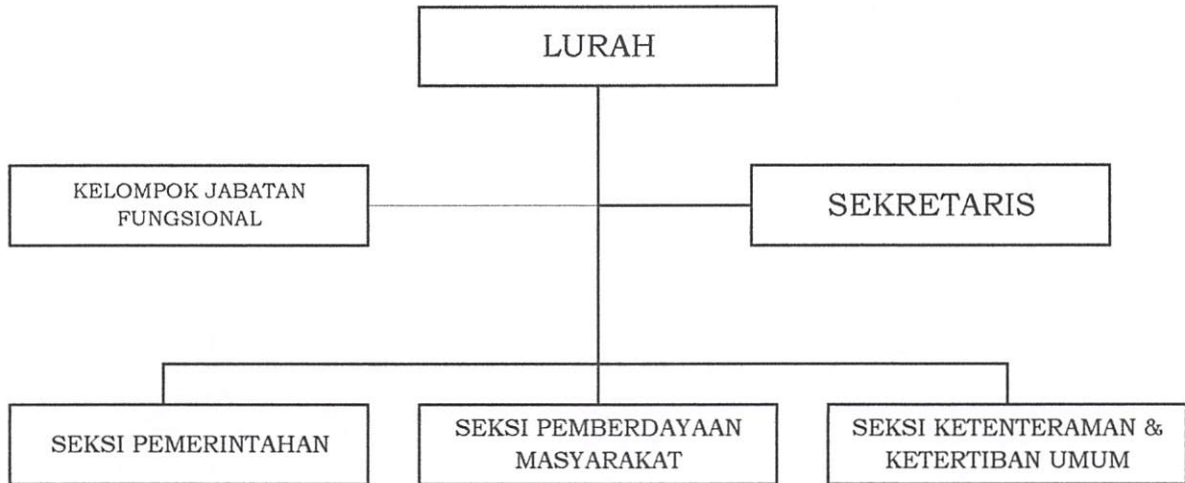 LURAH
KELOMPOK JABATAN
FUNGSIONAL
SEKRETARIS
SEKSI PEMERINTAHAN
SEKSI PEMBERDAYAAN
MASYARAKAT
SEKSI KETENTERAMAN &
KETERTIBAN UMUM